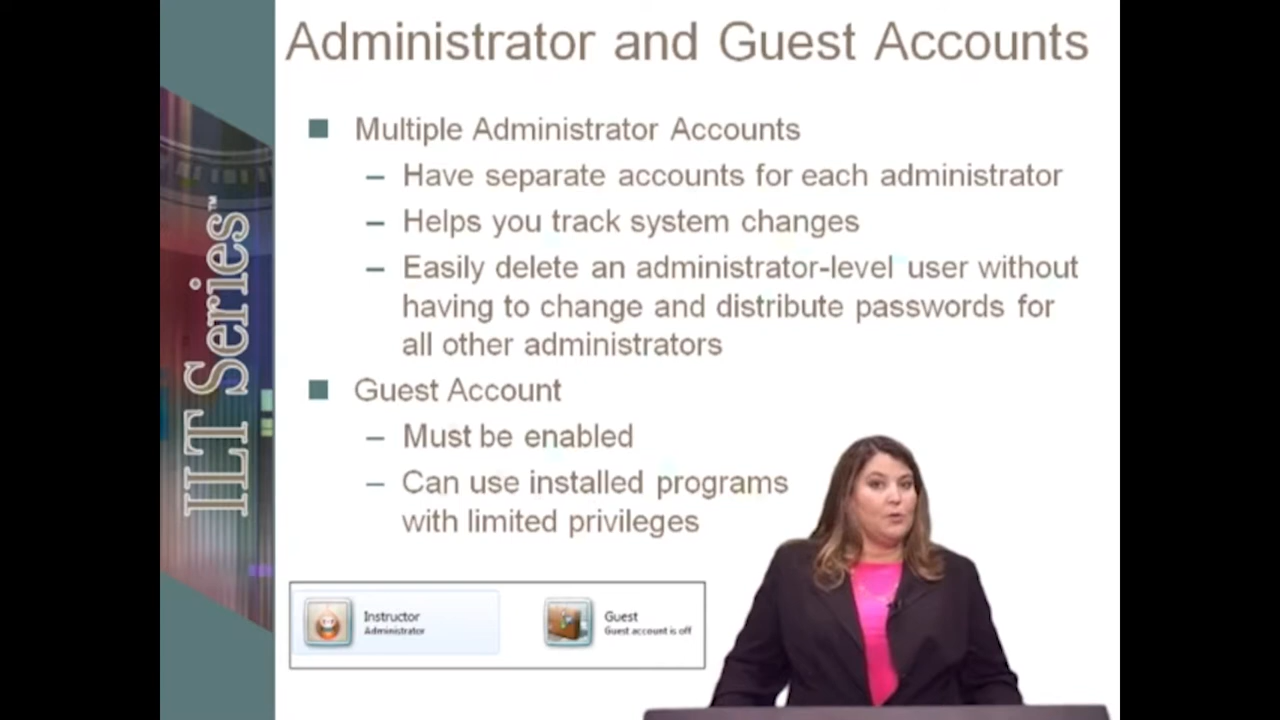 Administrator and Guest Accounts
Multiple Administrator Accounts
– Have separate accounts for each administrator
– Helps you track system changes
– Easily delete an administrator-level user without
having to change and distribute passwords for
all other administrators
Guest Account
– Must be enabled
– Can use installed programs
with limited privileges
ILT Series™
Instructor
Administrator
Guest
Guest account is off